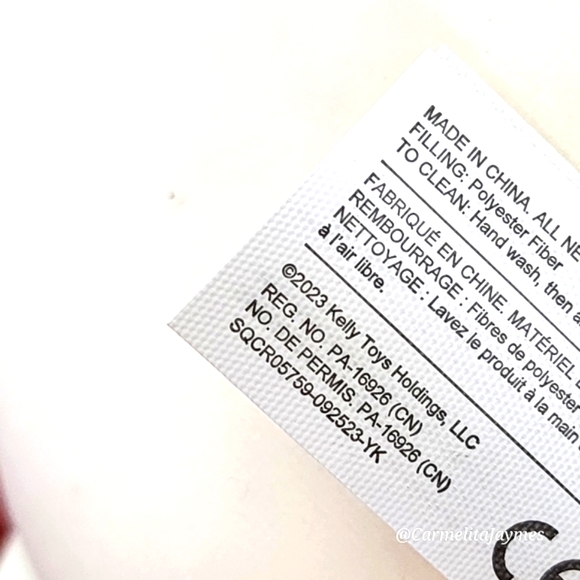 MADE IN CHINA. ALL NE
FILLING: Polyester Fiber
TO CLEAN: Hand wash, then a
FABRIQUÉ EN CHINE. MATÉRIEL
REMBOURRAGE : Fibres de polyester
NETTOYAGE : Lavez le produit à la main
à l'air libre.
©2023 Kelly Toys Holdings, LLC
REG. NO. PA-16926 (CN)
NO. DE PERMIS. PA-16926 (CN)
SQCR05759-092523-YK
@CarmelitaJaymes